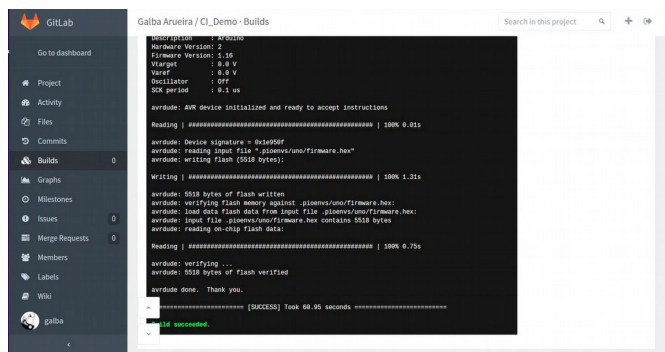 GitLab
Galba Arueira / CI_Demo · Builds
Search in this project
Go to dashboard
Project
Activity
Files
Commits
Builds 0
Graphs
Milestones
Issues 0
Merge Requests 0
Members
Labels
Wiki
galba
Description : Arduino
Hardware Version: 2
Firmware Version: 1.16
Vtarget : 0.0 V
Varef : 0.0 V
Oscillator : Off
SCK period : 0.1 us
avrdude: AVR device initialized and ready to accept instructions
Reading | ################################################## | 100% 0.01s
avrdude: Device signature = 0x1e950f
avrdude: reading input file ".pioenvs/uno/firmware.hex"
avrdude: writing flash (5518 bytes):
Writing | ################################################## | 100% 1.31s
avrdude: 5518 bytes of flash written
avrdude: verifying flash memory against .pioenvs/uno/firmware.hex:
avrdude: load data flash data from input file .pioenvs/uno/firmware.hex:
avrdude: input file .pioenvs/uno/firmware.hex contains 5518 bytes
avrdude: reading on-chip flash data:
Reading | ################################################## | 100% 0.75s
avrdude: verifying ...
avrdude: 5518 bytes of flash verified
avrdude done. Thank you.
======================= [SUCCESS] Took 60.95 seconds =========================
ild succeeded.